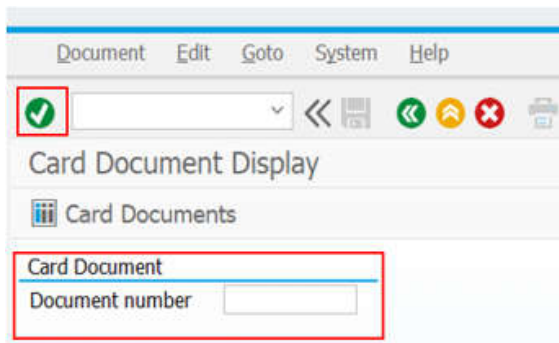 Document Edit Goto System Help
Card Document Display
Card Documents
Card Document
Document number